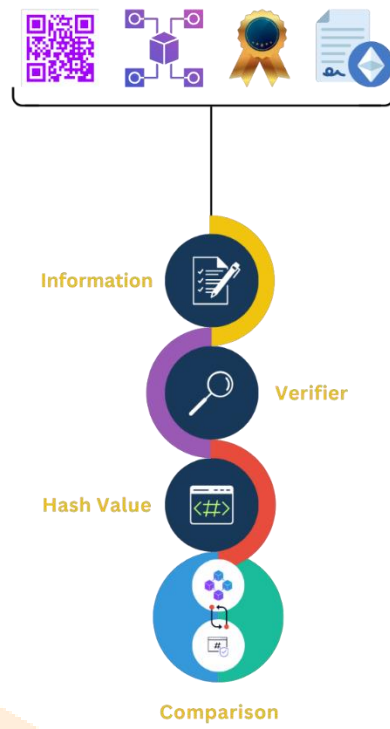 Information
Verifier
Hash Value
<#>
#
Comparison